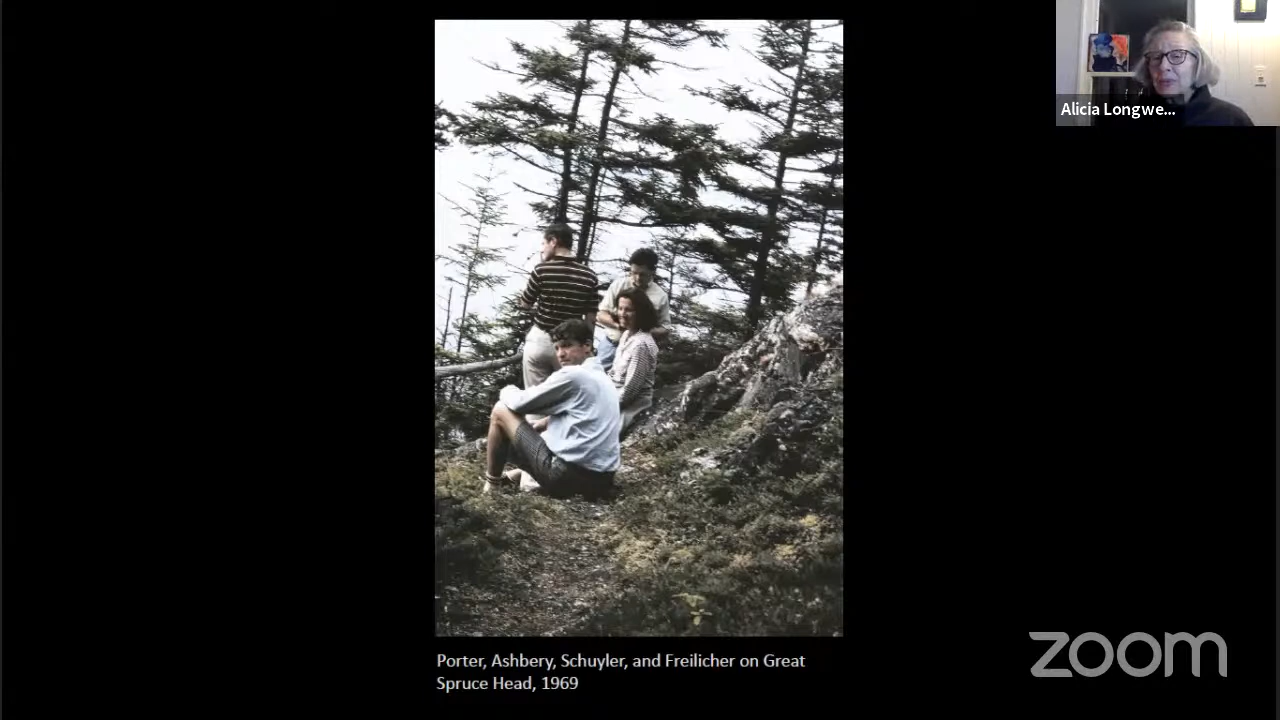 Alicia Longwe...
Porter, Ashbery, Schuyler, and Freilicher on Great
Spruce Head, 1969
zoom